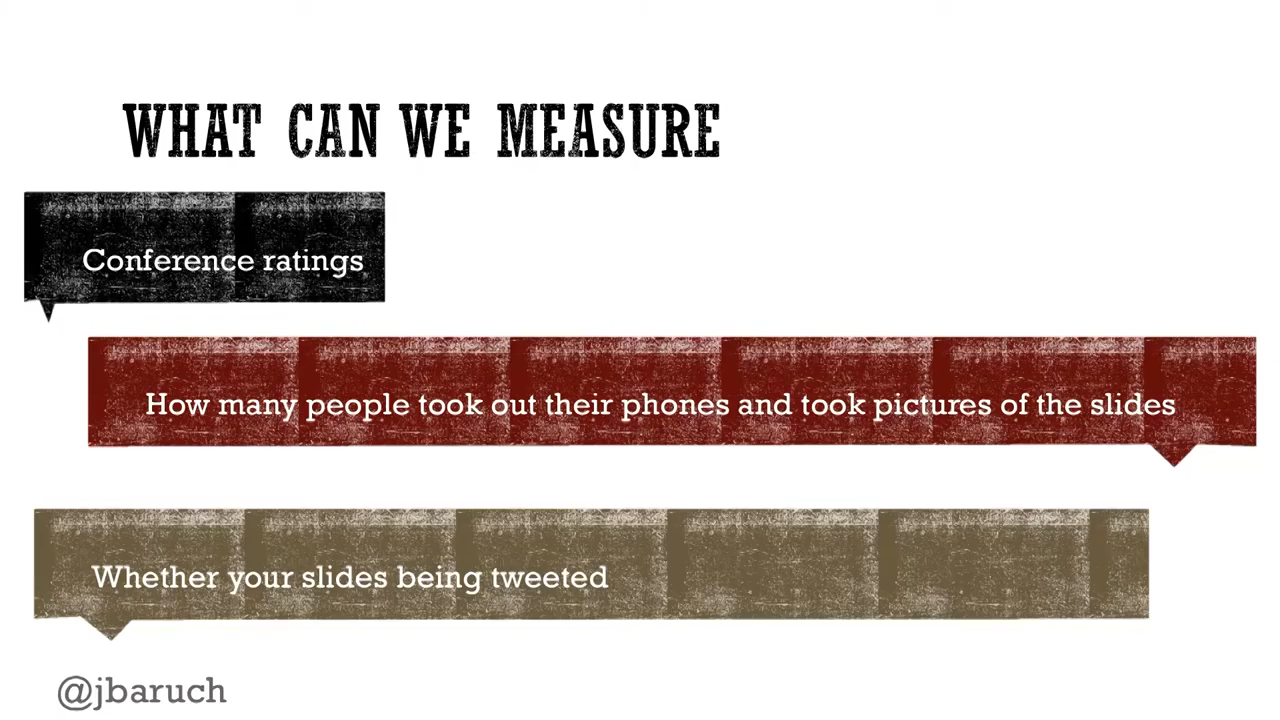 WHAT CAN WE MEASURE
Conference ratings
How many people took out their phones and took pictures of the slides
Whether your slides being tweeted
@jbaruch